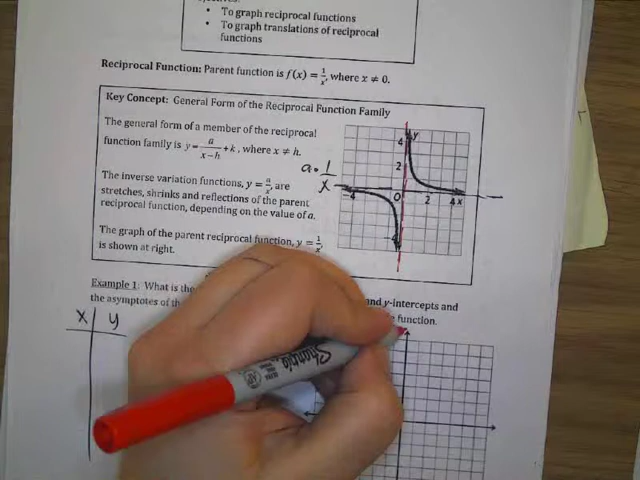 To graph reciprocal functions
To graph translations of reciprocal
functions
Reciprocal Function: Parent function is f(x) = 1/x, where x ≠ 0.
Key Concept: General Form of the Reciprocal Function Family
The general form of a member of the reciprocal
function family is y = a/(x−h) + k, where x ≠ h.
The inverse variation functions, y = a/x, are
stretches, shrinks and reflections of the parent
reciprocal function, depending on the value of a.
The graph of the parent reciprocal function, y = 1/x,
is shown at right.
a • 1/x
y
4
2
-4
O
2
4
x
Example 1: What is the and y-intercepts and
the asymptotes of th function.
x y
Sharpie